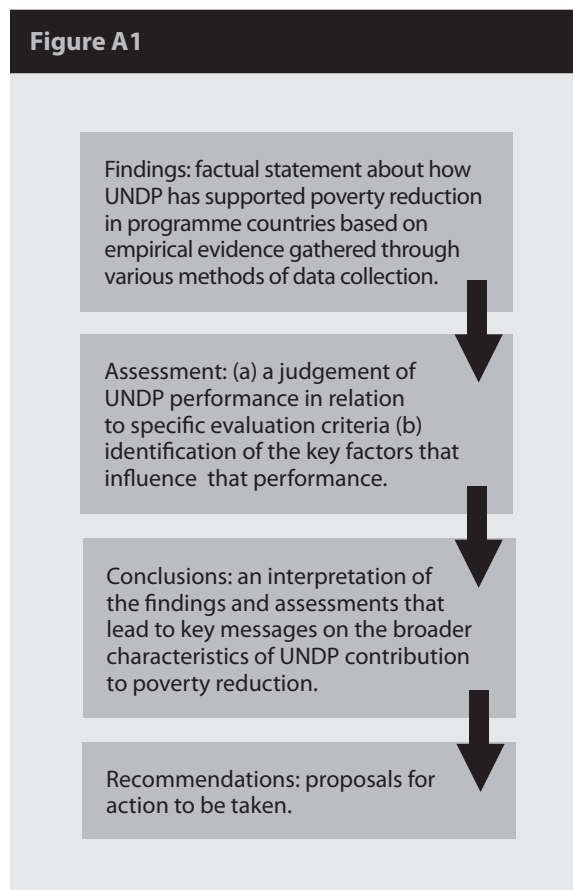 Figure A1
Findings: factual statement about how
UNDP has supported poverty reduction
in programme countries based on
empirical evidence gathered through
various methods of data collection.
Assessment: (a) a judgement of
UNDP performance in relation
to specific evaluation criteria (b)
identification of the key factors that
influence that performance.
Conclusions: an interpretation of
the findings and assessments that
lead to key messages on the broader
characteristics of UNDP contribution
to poverty reduction.
Recommendations: proposals for
action to be taken.